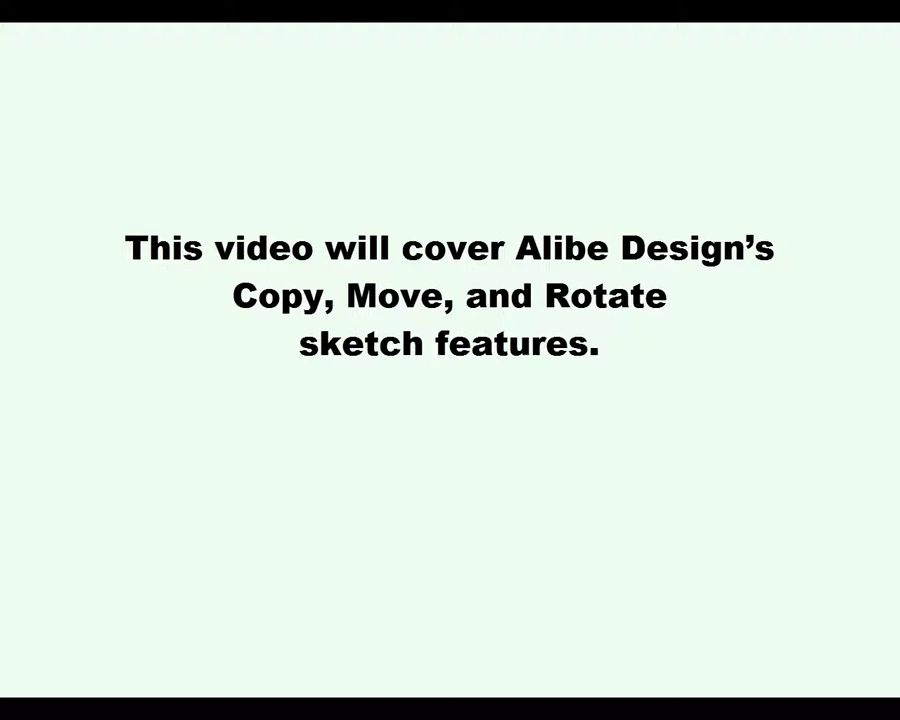 This video will cover Alibe Design’s
Copy, Move, and Rotate
sketch features.